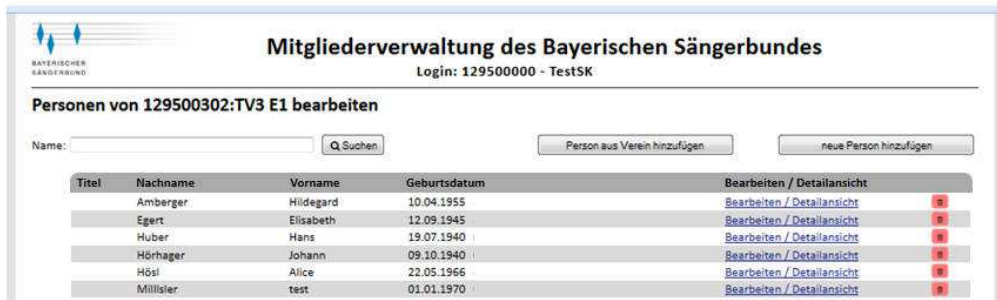 BAYERISCHER
SÄNGERBUND
Mitgliederverwaltung des Bayerischen Sängerbundes
Login: 129500000 - TestSK
Personen von 129500302:TV3 E1 bearbeiten
Name: Suchen Person aus Verein hinzufügen neue Person hinzufügen
Titel Nachname Vorname Geburtsdatum Bearbeiten / Detailansicht
Amberger Hildegard 10.04.1955 Bearbeiten / Detailansicht
Egert Elisabeth 12.09.1945 Bearbeiten / Detailansicht
Huber Hans 19.07.1940 Bearbeiten / Detailansicht
Hörhager Johann 09.10.1940 Bearbeiten / Detailansicht
Hösl Alice 22.05.1966 Bearbeiten / Detailansicht
Millisler test 01.01.1970 Bearbeiten / Detailansicht